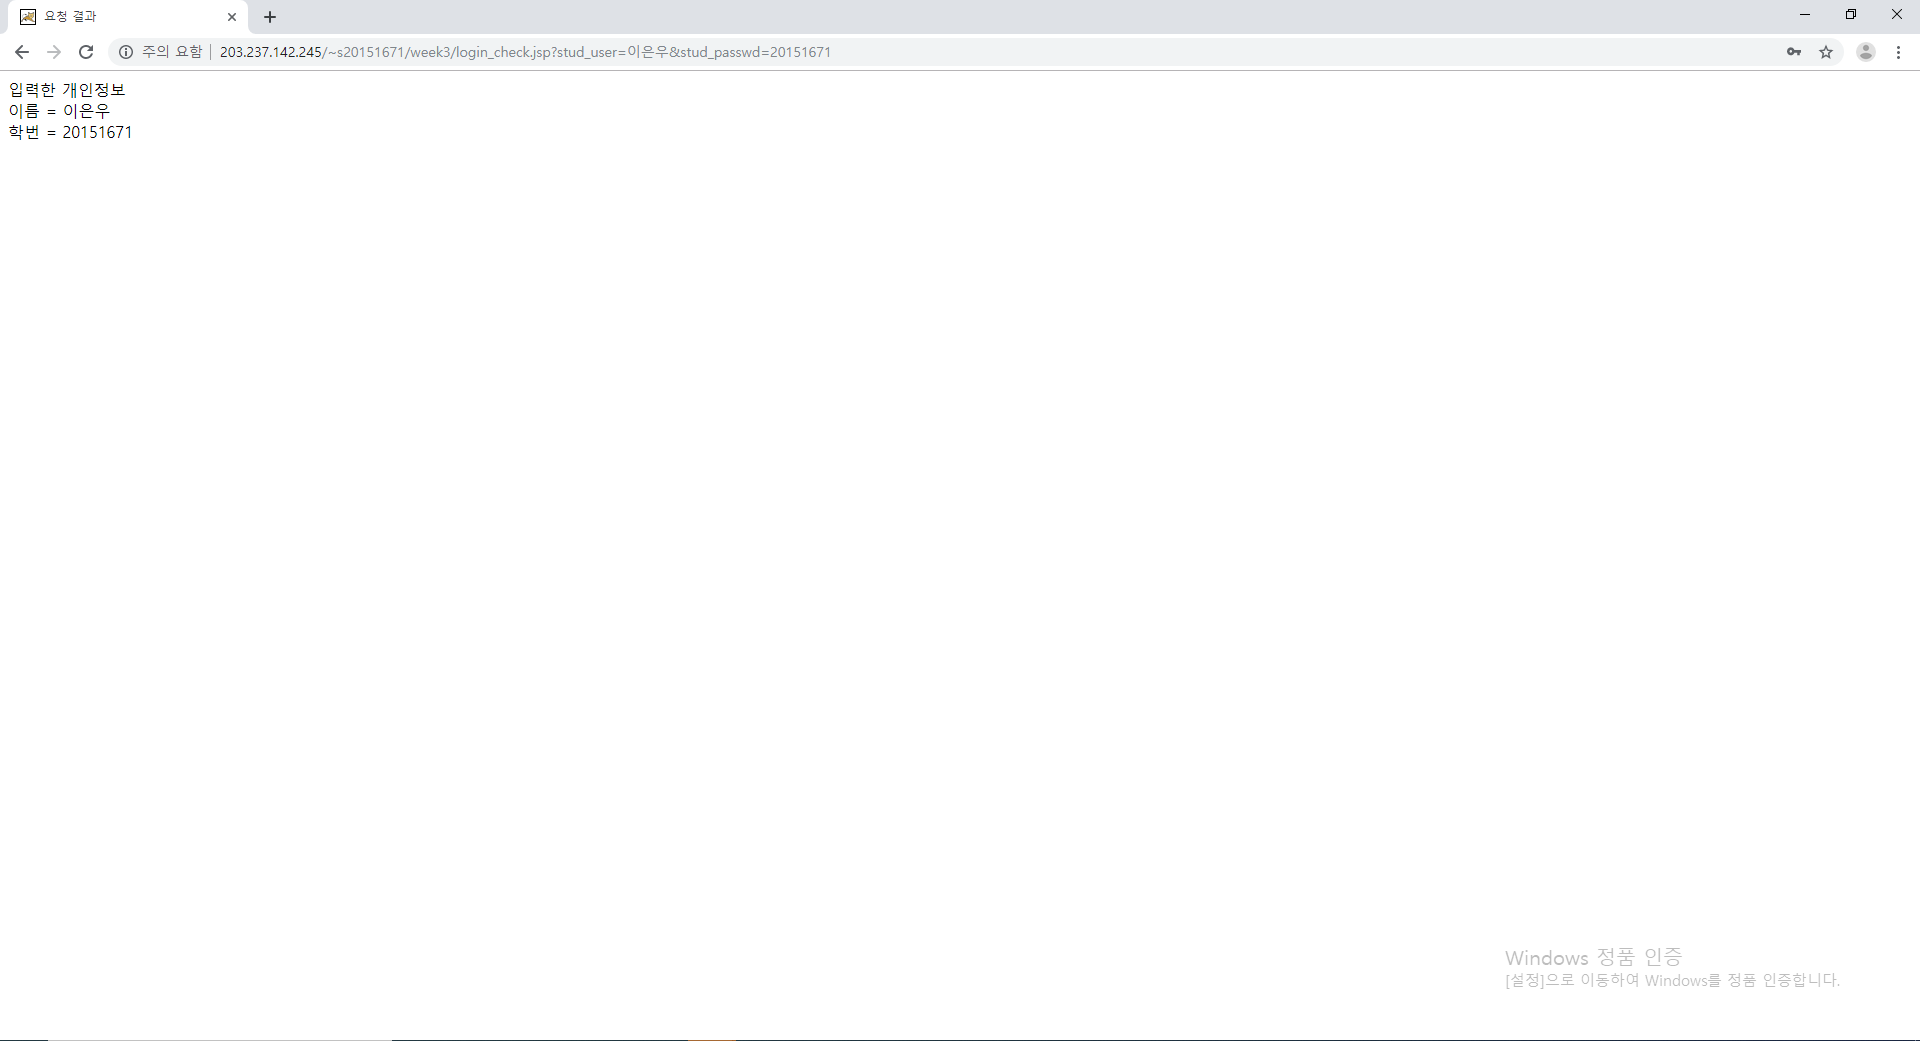 요청 결과
주의 요함 203.237.142.245/~s20151671/week3/login_check.jsp?stud_user=이은우&stud_passwd=20151671
입력한 개인정보
이름 = 이은우
학번 = 20151671
Windows 정품 인증
[설정]으로 이동하여 Windows를 정품 인증합니다.